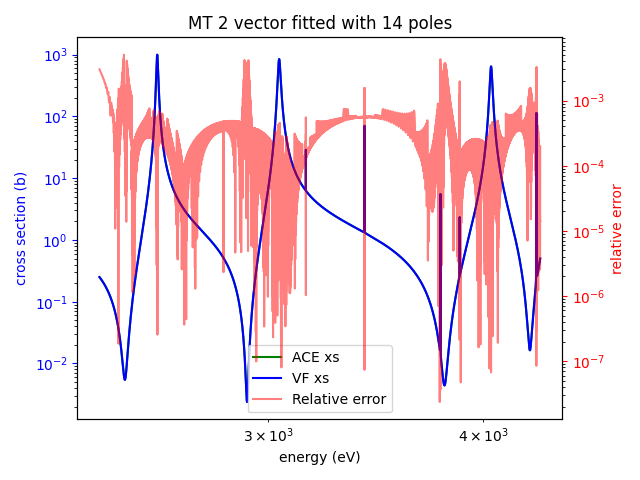 MT 2 vector fitted with 14 poles
10³
10²
10¹
10⁰
10⁻¹
10⁻²
cross section (b)
10⁻³
10⁻⁴
10⁻⁵
10⁻⁶
10⁻⁷
relative error
ACE xs
VF xs
Relative error
3 × 10³
4 × 10³
energy (eV)